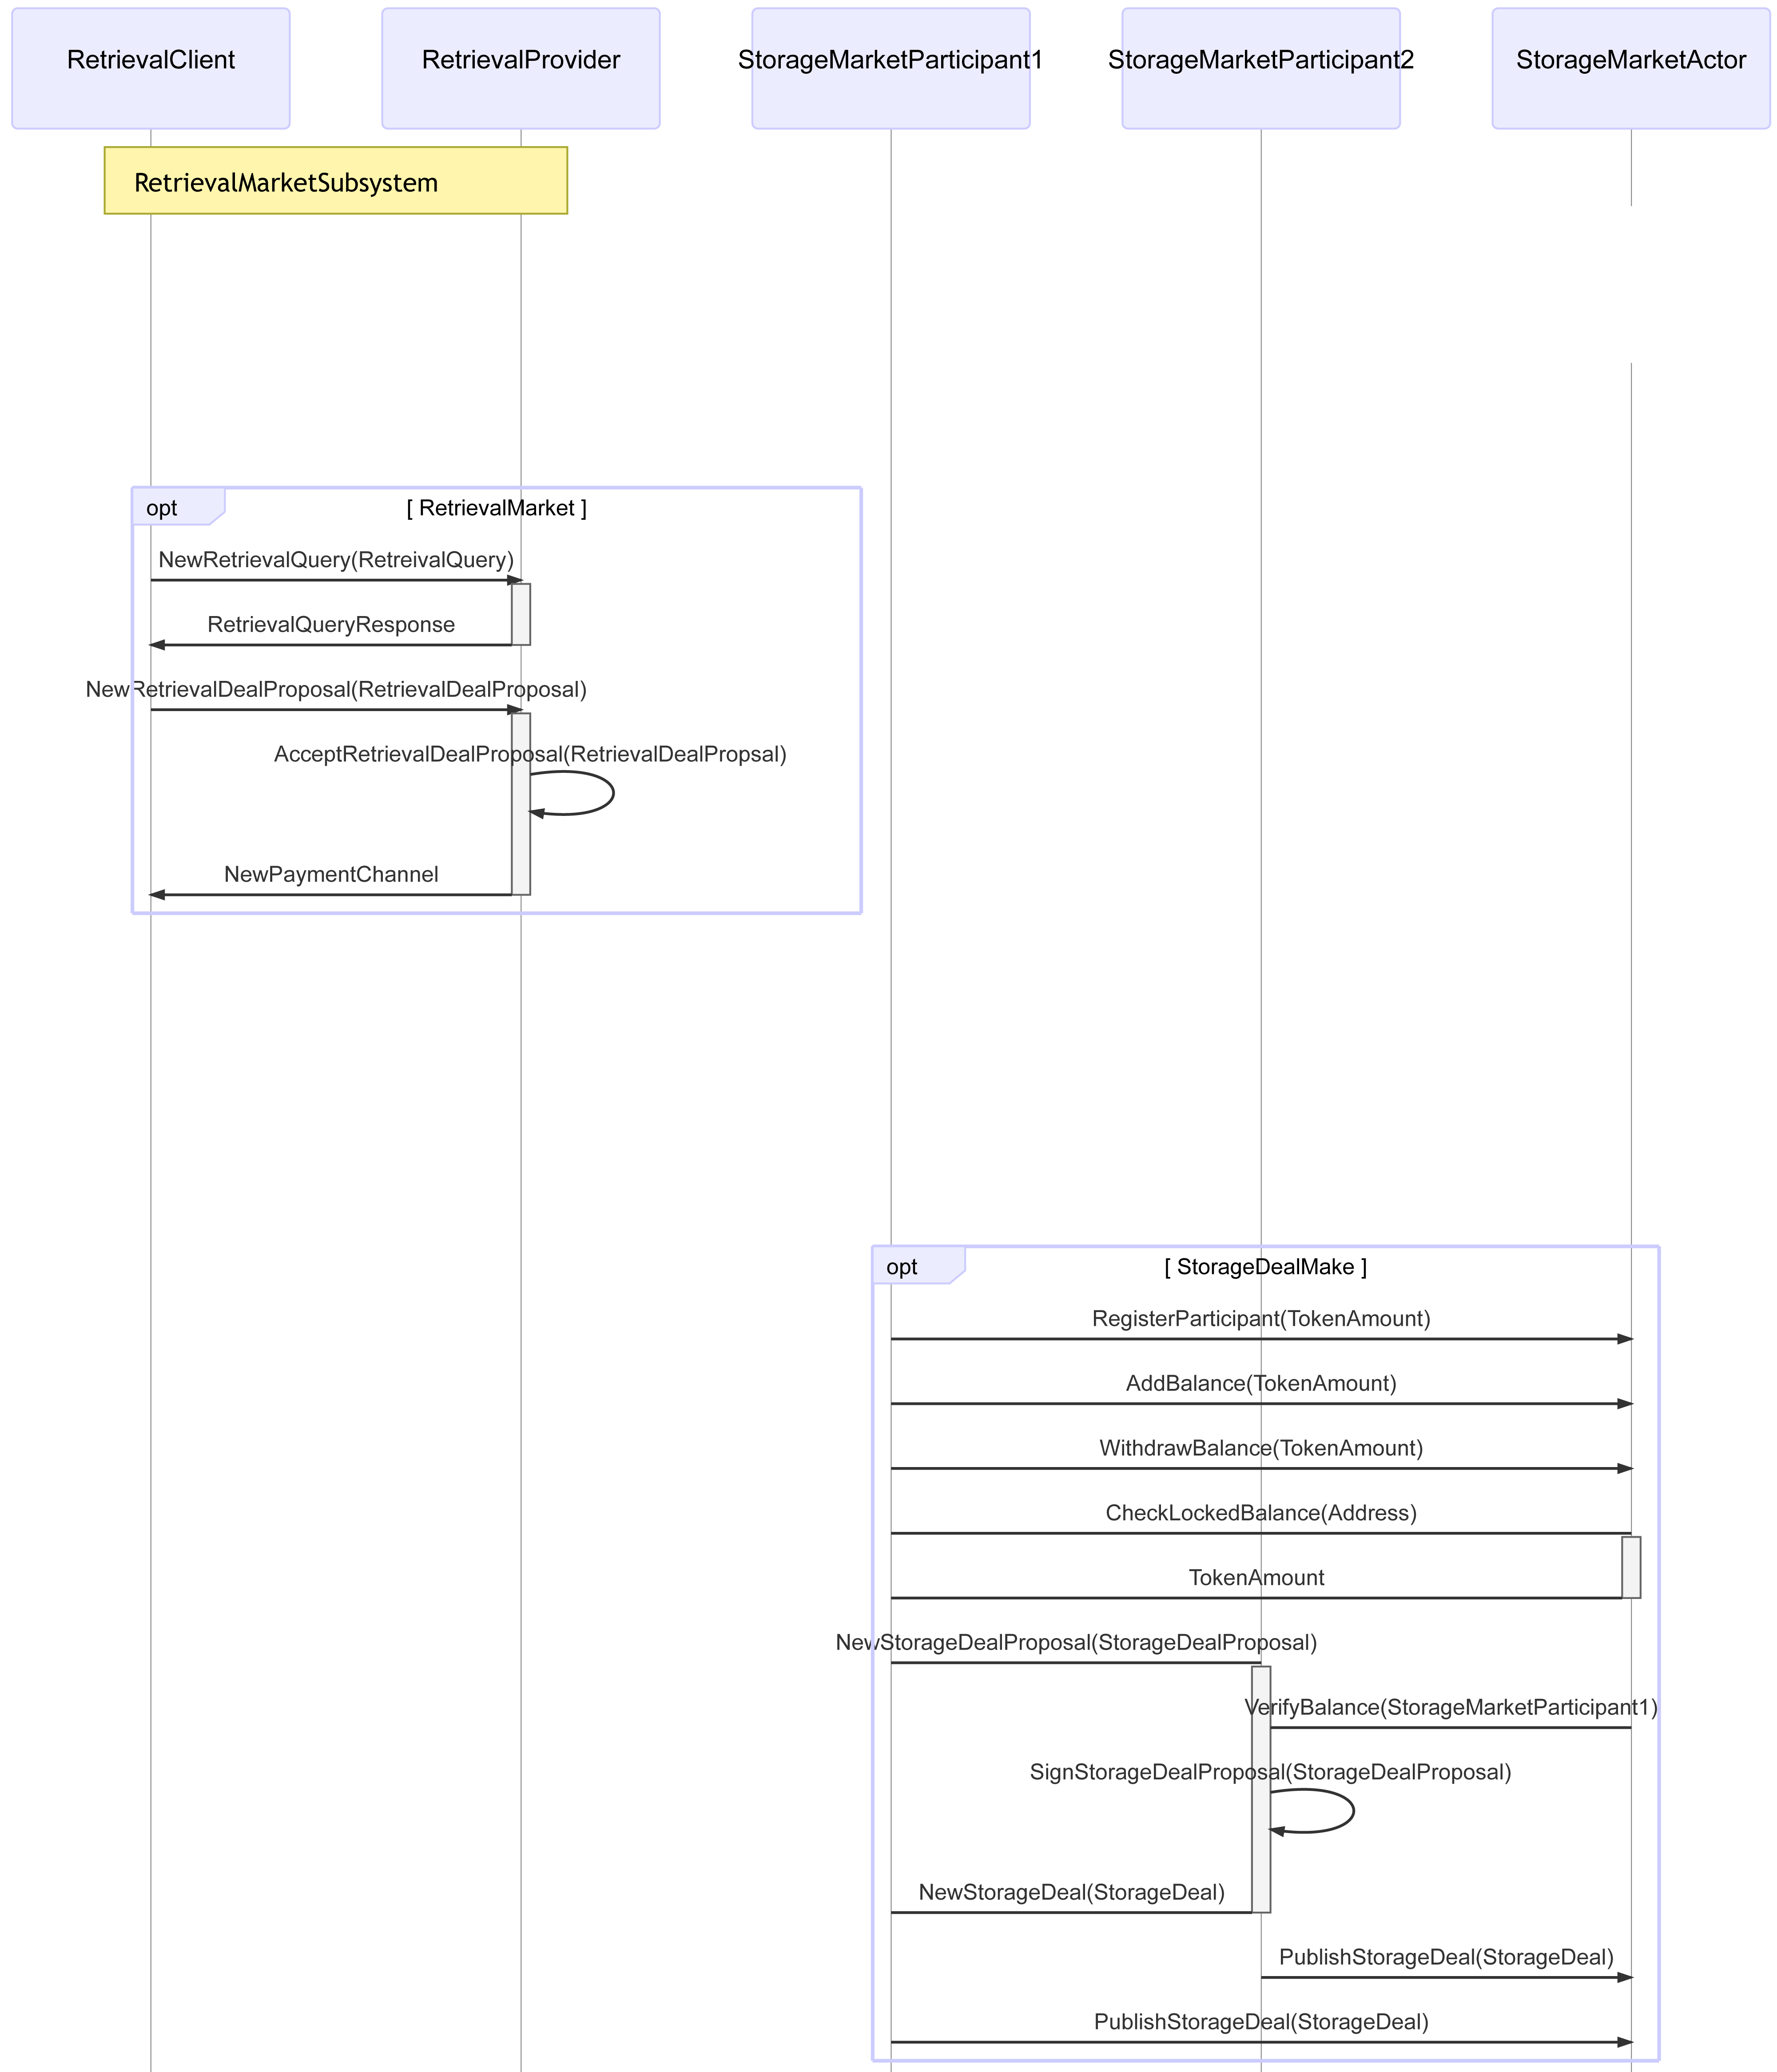 RetrievalClient
RetrievalProvider
StorageMarketParticipant1
StorageMarketParticipant2
StorageMarketActor
RetrievalMarketSubsystem
opt
[ RetrievalMarket ]
NewRetrievalQuery(RetreivalQuery)
RetrievalQueryResponse
NewRetrievalDealProposal(RetrievalDealProposal)
AcceptRetrievalDealProposal(RetrievalDealPropsal)
NewPaymentChannel
opt
[ StorageDealMake ]
RegisterParticipant(TokenAmount)
AddBalance(TokenAmount)
WithdrawBalance(TokenAmount)
CheckLockedBalance(Address)
TokenAmount
NewStorageDealProposal(StorageDealProposal)
VerifyBalance(StorageMarketParticipant1)
SignStorageDealProposal(StorageDealProposal)
NewStorageDeal(StorageDeal)
PublishStorageDeal(StorageDeal)
PublishStorageDeal(StorageDeal)